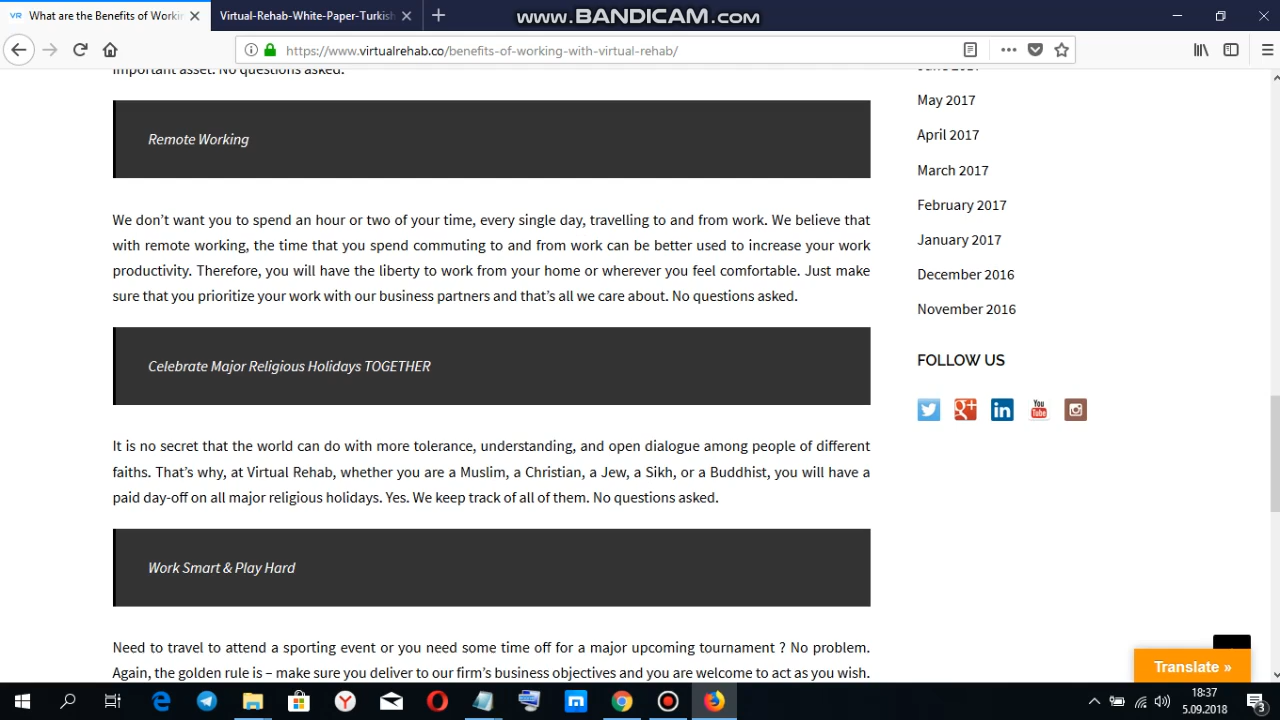 What are the Benefits of Workin
Virtual-Rehab-White-Paper-Turkish
www.BANDICAM.com
https://www.virtualrehab.co/benefits-of-working-with-virtual-rehab/
important asset. No questions asked.
Remote Working
We don’t want you to spend an hour or two of your time, every single day, travelling to and from work. We believe that
with remote working, the time that you spend commuting to and from work can be better used to increase your work
productivity. Therefore, you will have the liberty to work from your home or wherever you feel comfortable. Just make
sure that you prioritize your work with our business partners and that’s all we care about. No questions asked.
Celebrate Major Religious Holidays TOGETHER
It is no secret that the world can do with more tolerance, understanding, and open dialogue among people of different
faiths. That’s why, at Virtual Rehab, whether you are a Muslim, a Christian, a Jew, a Sikh, or a Buddhist, you will have a
paid day-off on all major religious holidays. Yes. We keep track of all of them. No questions asked.
Work Smart & Play Hard
Need to travel to attend a sporting event or you need some time off for a major upcoming tournament ? No problem.
Again, the golden rule is – make sure you deliver to our firm’s business objectives and you are welcome to act as you wish.
June 2017
May 2017
April 2017
March 2017
February 2017
January 2017
December 2016
November 2016
FOLLOW US
You
Tube
Translate »
18:37
5.09.2018
3